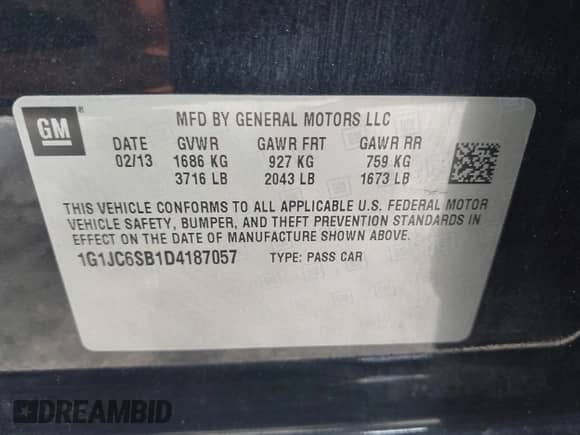 GM ®
MFD BY GENERAL MOTORS LLC
DATE GVWR GAWR FRT GAWR RR
02/13 1686 KG 927 KG 759 KG
3716 LB 2043 LB 1673 LB
THIS VEHICLE CONFORMS TO ALL APPLICABLE U.S. FEDERAL MOTOR
VEHICLE SAFETY, BUMPER, AND THEFT PREVENTION STANDARDS IN
EFFECT ON THE DATE OF MANUFACTURE SHOWN ABOVE.
1G1JC6SB1D4187057 TYPE: PASS CAR
DREAMBID